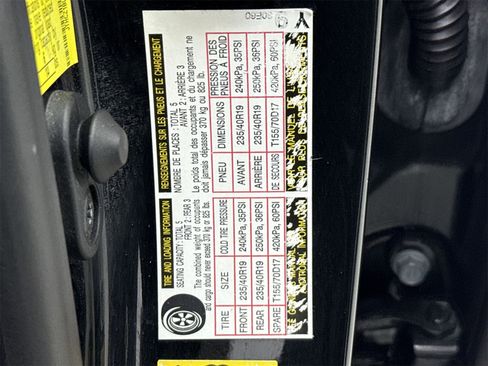 TIRE AND LOADING INFORMATION
SEATING CAPACITY: TOTAL 5
FRONT 2: REAR 3
The combined weight of occupants
and cargo should never exceed 370 kg or 825 lb.
TIRE SIZE COLD TIRE PRESSURE
FRONT 235/40R19 240kPa, 35PSI
REAR 235/40R19 250kPa, 36PSI
SPARE T155/70D17 420kPa, 60PSI
ADDITIONAL INFORMATION
RENSEIGNEMENTS SUR LES PNEUS ET LE CHARGEMENT
NOMBRE DE PLACES: TOTAL 5
AVANT 2: ARRIÈRE 3
Le poids total des occupants et du chargement ne
doit jamais dépasser 370 kg ou 825 lb.
PNEU DIMENSIONS PRESSION DES
PNEUS À FROID
AVANT 235/40R19 240kPa, 35PSI
ARRIÈRE 235/40R19 250kPa, 36PSI
DE SECOURS T155/70D17 420kPa, 60PSI